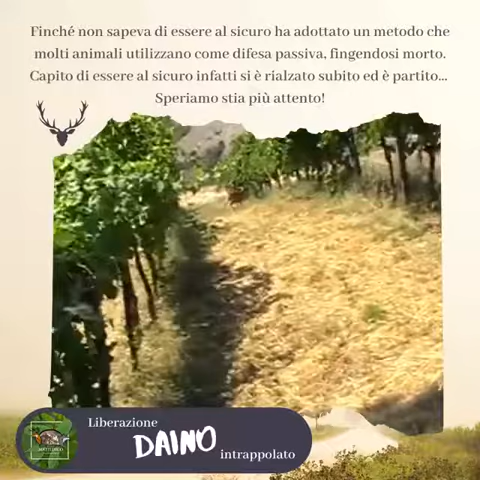 Finché non sapeva di essere al sicuro ha adottato un metodo che
molti animali utilizzano come difesa passiva, fingendosi morto.
Capito di essere al sicuro infatti si è rialzato subito ed è partito...
Speriamo stia più attento!
Liberazione
DAINO
intrappolato